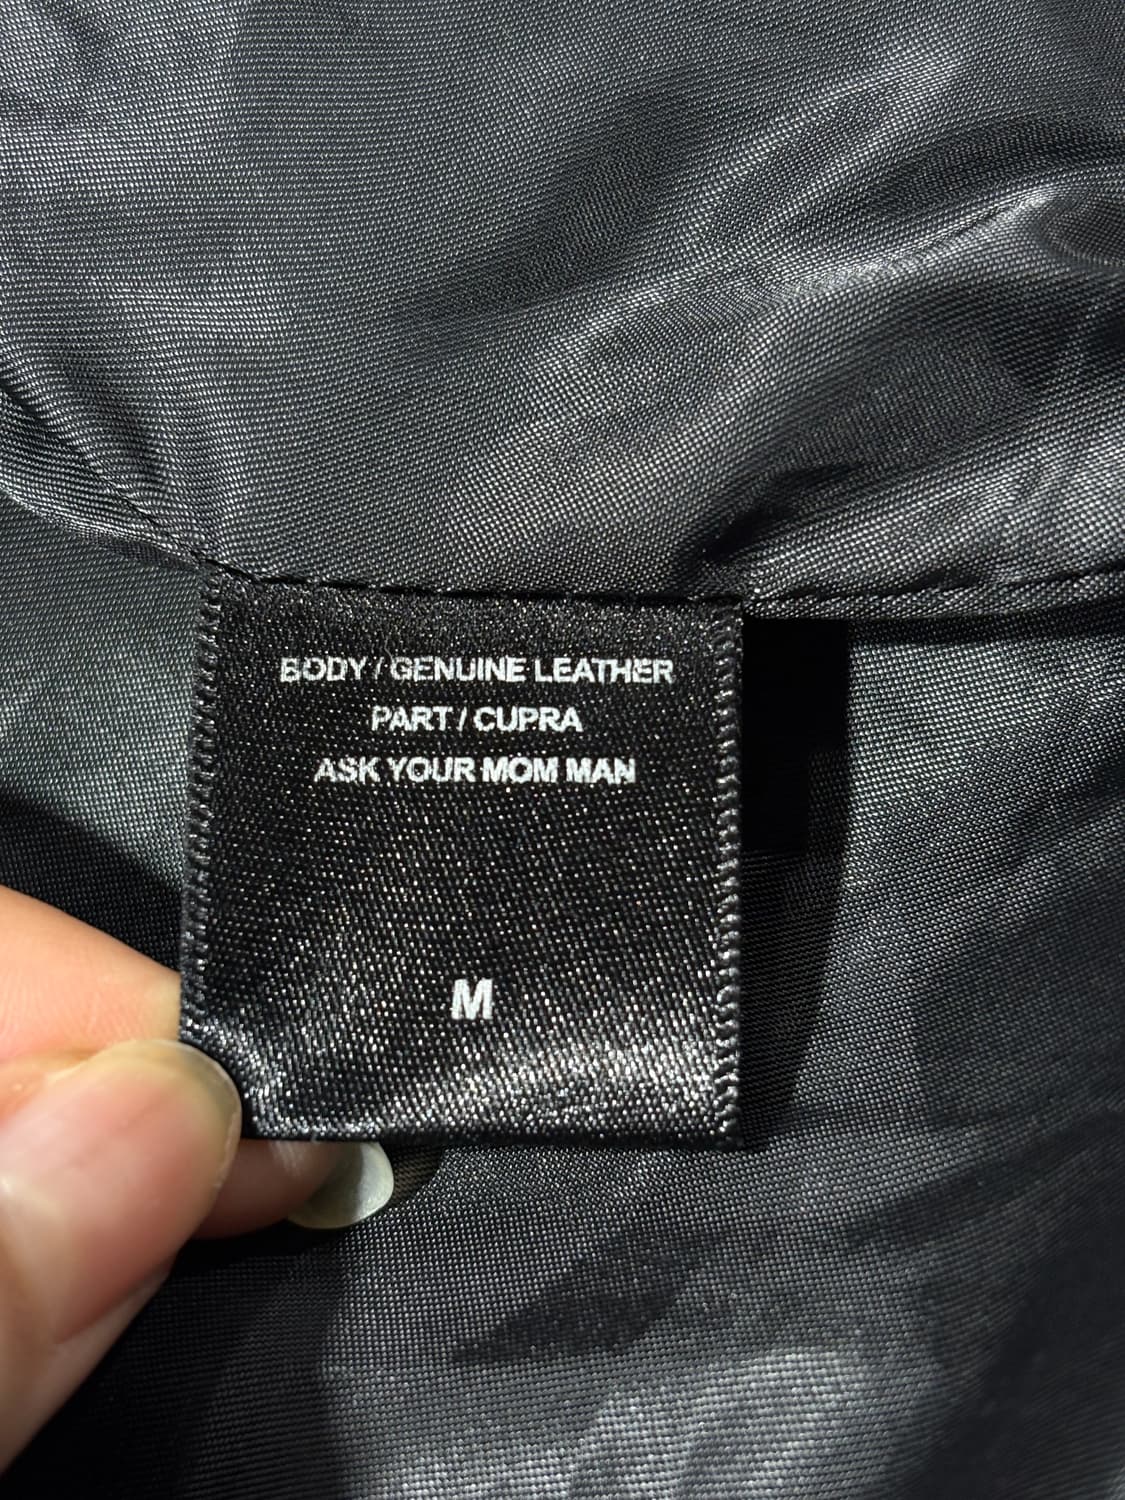 BODY / GENUINE LEATHER
PART / CUPRA
ASK YOUR MOM MAN
M